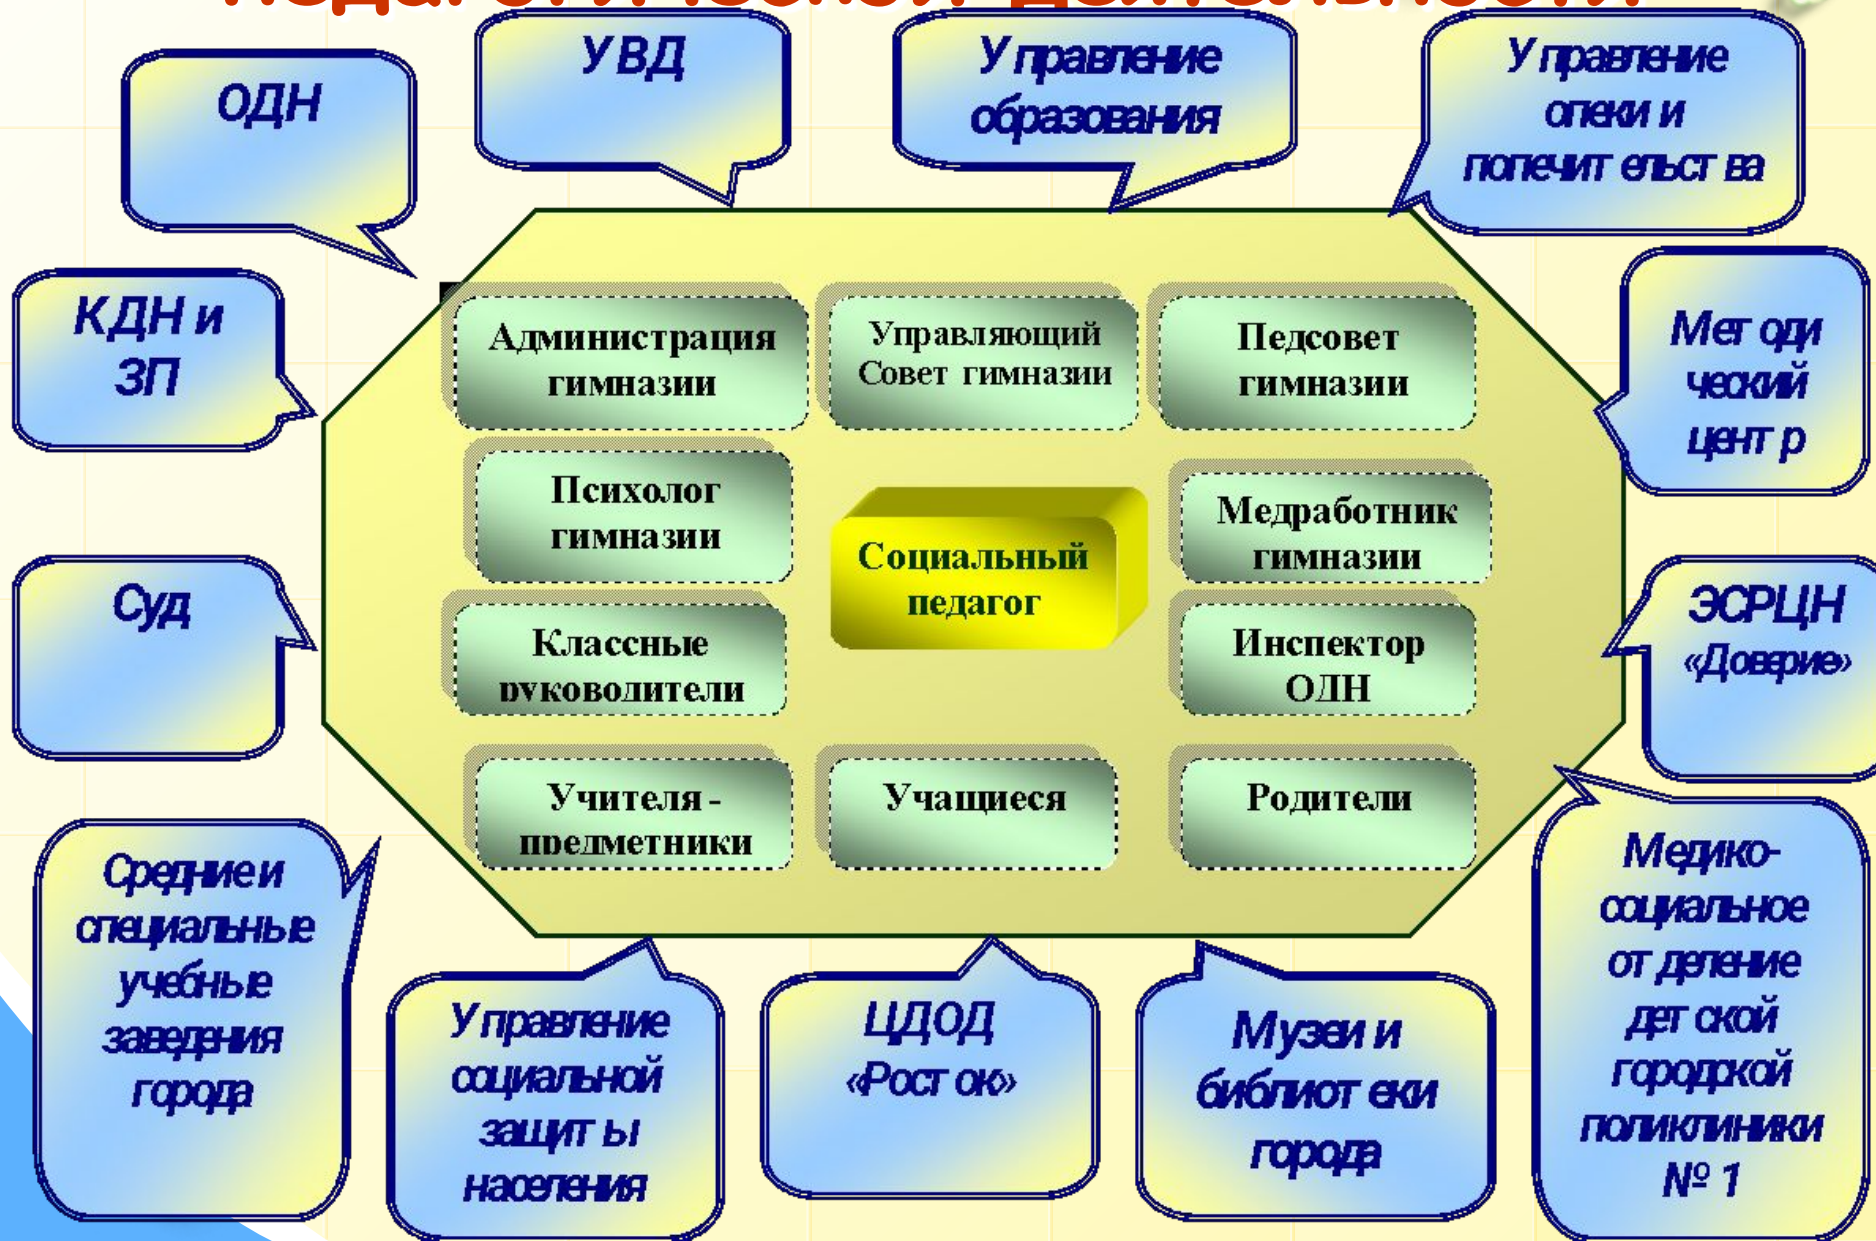 педагогической деятельности
ОДН
УВД
Управление
образования
Управление
опеки и
попечительства
КДН и
ЗП
Администрация
гимназии
Управляющий
Совет гимназии
Педсовет
гимназии
Методи
ческий
центр
Психолог
гимназии
Социальный
педагог
Медработник
гимназии
Суд
Классные
руководители
Инспектор
ОДН
ЭСРЦН
«Доверие»
Учителя -
предметники
Учащиеся
Родители
Средние и
специальные
учебные
заведения
города
Управление
социальной
защиты
населения
ЦДОД
«Росток»
Музеи и
библиотеки
города
Медико-
социальное
отделение
детской
городской
поликлиники
№ 1